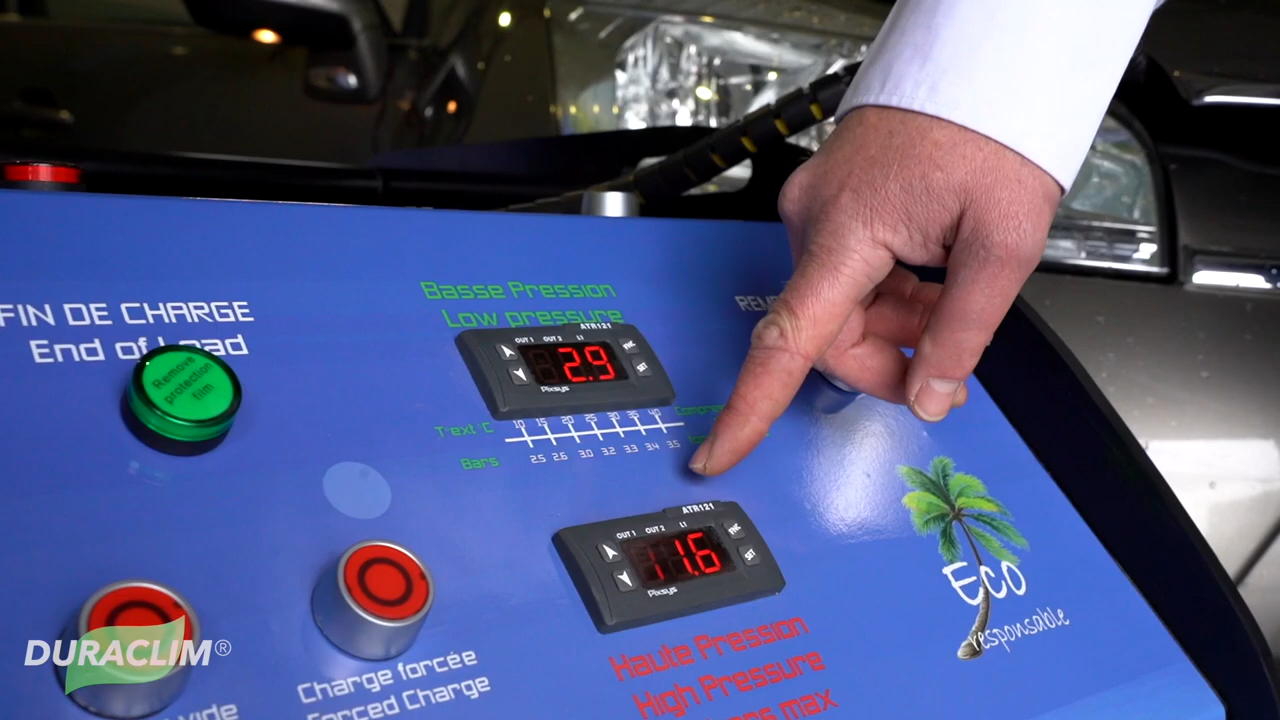 FIN DE CHARGE
End of Load
Remove
protection
film
Basse Pression
Low pressure
ATR121
OUT 1 OUT 2 L1
FNC
2.9
SET
Pixsys
T°ext °C
10 15 20 25 30 35 40
Bars
2.5 2.6 3.0 3.2 3.3 3.4 3.5
ATR121
OUT 1 OUT 2 L1
FNC
11.6
SET
Pixsys
Haute Pression
High Pressure
max
Charge forcée
Forced Charge
vide
ECO
responsable
DURACLIM®